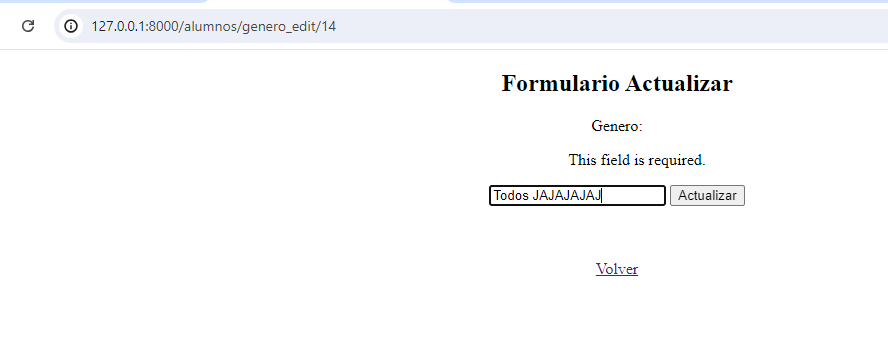 127.0.0.1:8000/alumnos/genero_edit/14
Formulario Actualizar
Genero:
This field is required.
Todos JAJAJAJAJ Actualizar
Volver